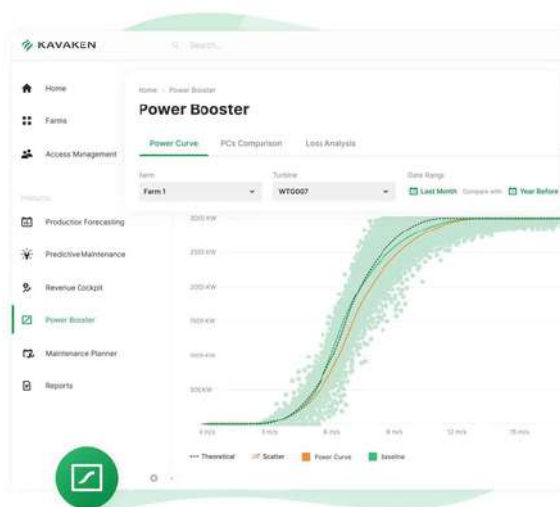 KAVAKEN
Search...
Home
Farms
Access Management
Products
Production Forecasting
Predictive Maintenance
Revenue Cockpit
Power Booster
Maintenance Planner
Reports
Home > Power Booster
Power Booster
Power Curve PCs Comparison Loss Analysis
Farm
Farm 1
Turbine
WTG007
Date Range
Last Month Compare with Year Before
3000 KW
2500 KW
2000 KW
1500 KW
1000 KW
500 KW
0 m/s 3 m/s 6 m/s 9 m/s 12 m/s 15 m/s
Theoretical Scatter Power Curve baseline